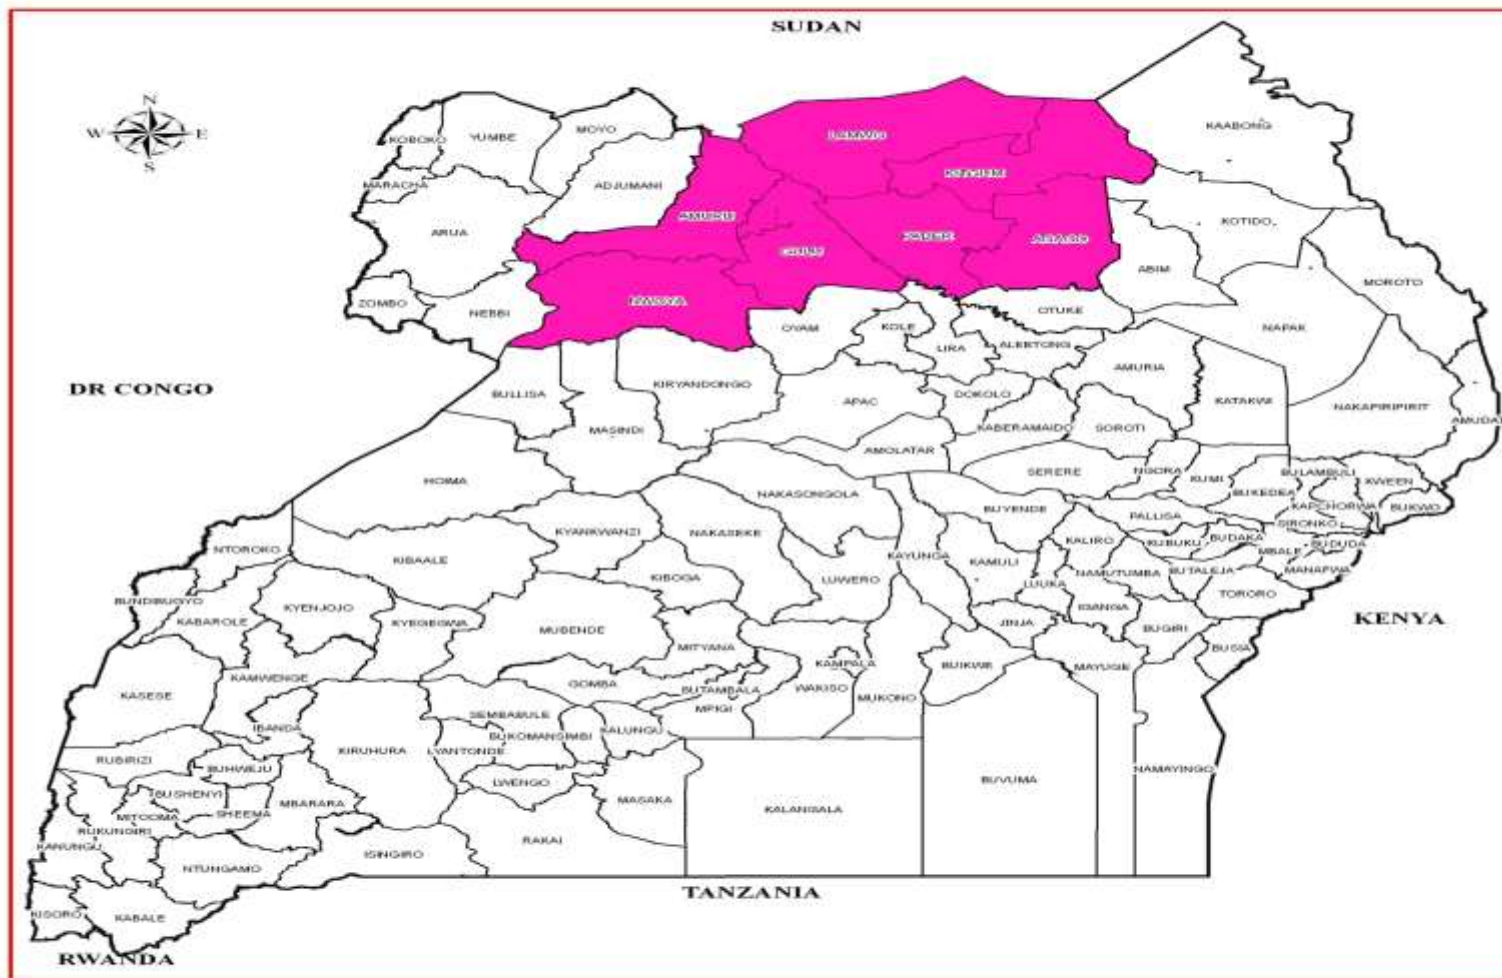 SUDAN
N
W E
S
KOBOKO
YUMBE
MOYO
LAMWO
KAABONG
MARACHA
ADJUMANI
KITGUM
ARUA
AMURU
KOTIDO
GULU
PADER
AGAGO
ABIM
MOROTO
ZOMBO
NEBBI
NWOYA
OYAM
KOLE
OTUKE
NAPAK
LIRA
ALEBTONG
DR CONGO
BULLISA
KIRYANDONGO
AMURIA
APAC
DOKOLO
KATAKWI
NAKAPIRIPIRIT
AMUDAT
MASINDI
KABERAMAIDO
SOROTI
AMOLATAR
HOIMA
SERERE
NGORA
KUMI
BULAMBULI
KWEEN
BUKEDEA
NAKASONGOLA
BUYENDE
KAPCHORWA
BUKWO
PALLISA
SIRONKO
NTOROKO
KYANKWANZI
NAKASEKE
KALIRO
KUBUKU
BUDAKA
MBALE
BUDUDA
KIBAALE
KAYUNGA
KAMULI
KIBOGA
LUWERO
LUUKA
NAMUTUMBA
BUTALEJA
MANAFWA
BUNDIBUGYO
KABAROLE
KYENJOJO
KYEGEGWA
IGANGA
TORORO
MUBENDE
JINJA
BUGIRI
KENYA
MITYANA
BUSIA
KAMWENGE
KAMPALA
BUIKWE
MAYUGE
KASESE
GOMBA
BUTAMBALA
WAKISO
MUKONO
MPIGI
SEMBABULE
IBANDA
BUKOMANSIMBI
KALUNGU
KIRUHURA
LYANTONDE
RUBIRIZI
BUHWEJU
LWENGO
BUVUMA
NAMAYINGO
BUSHENYI
MBARARA
MASAKA
KALANGALA
MITOOMA
SHEEMA
RUKUNGIRI
KANUNGU
RAKAI
ISINGIRO
NTUNGAMO
TANZANIA
KISORO
KABALE
RWANDA